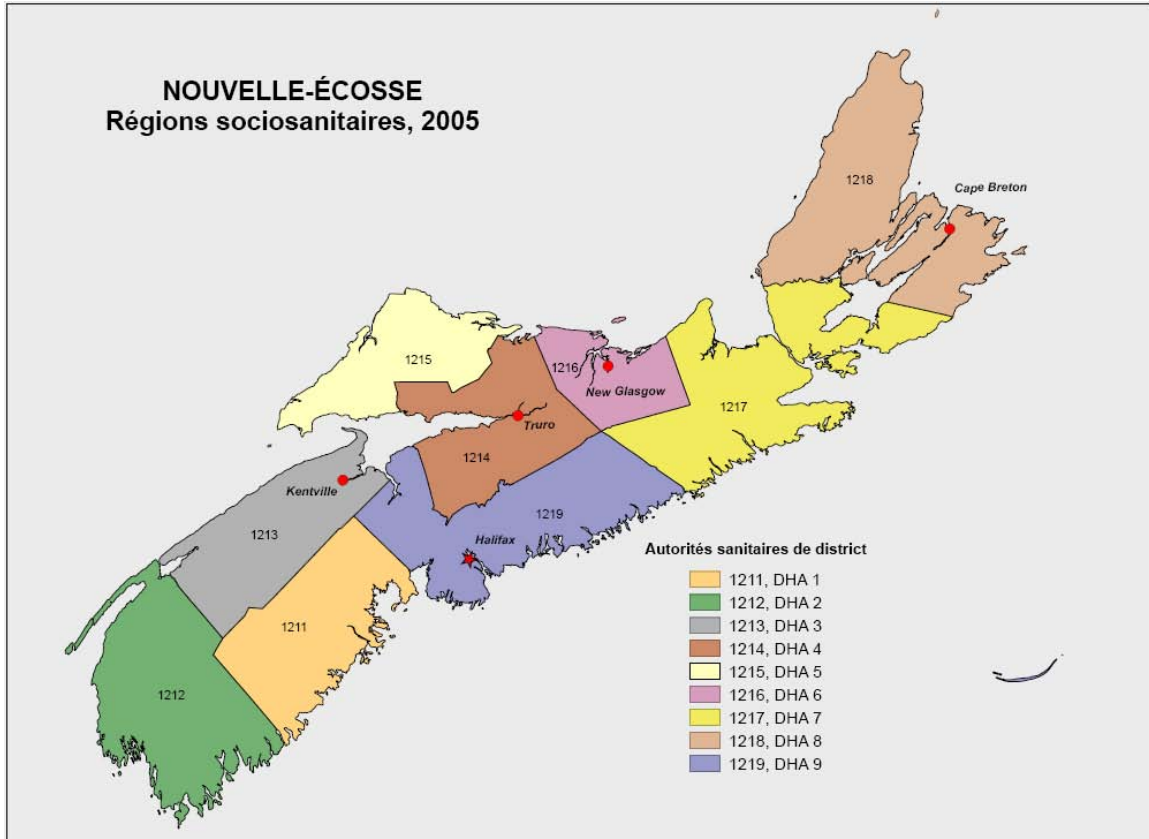 NOUVELLE-ÉCOSSE
Régions sociosanitaires, 2005
1218
Cape Breton
1215
1216
New Glasgow
1217
Truro
1214
Kentville
1219
1213
Halifax
1211
1212
Autorités sanitaires de district
1211, DHA 1
1212, DHA 2
1213, DHA 3
1214, DHA 4
1215, DHA 5
1216, DHA 6
1217, DHA 7
1218, DHA 8
1219, DHA 9